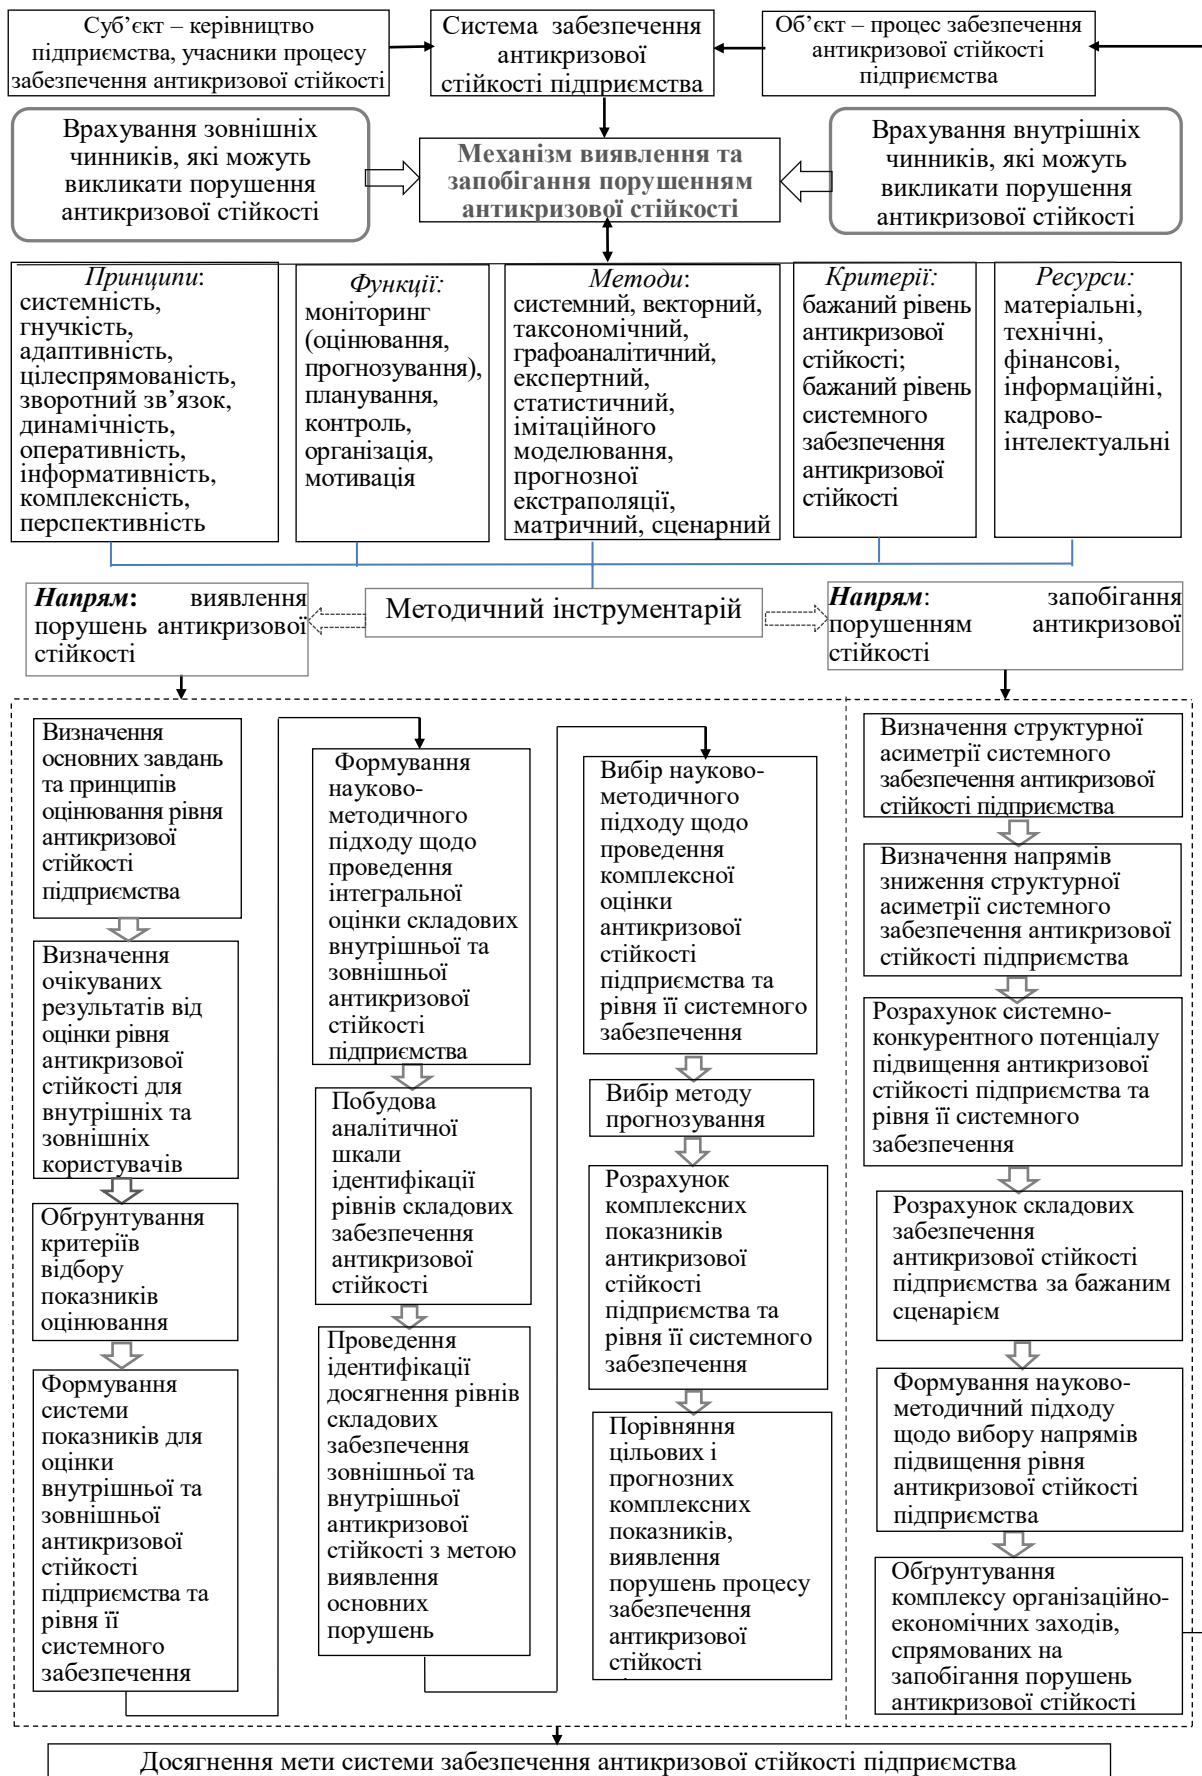 Суб’єкт – керівництво
підприємства, учасники процесу
забезпечення антикризової стійкості
Система забезпечення
антикризової
стійкості підприємства
Об’єкт – процес забезпечення
антикризової стійкості
підприємства
Врахування зовнішніх
чинників, які можуть
викликати порушення
антикризової стійкості
Механізм виявлення та
запобігання порушенням
антикризової стійкості
Врахування внутрішніх
чинників, які можуть
викликати порушення
антикризової стійкості
Принципи:
системність,
гнучкість,
адаптивність,
цілеспрямованість,
зворотний зв’язок,
динамічність,
оперативність,
інформативність,
комплексність,
перспективність
Функції:
моніторинг
(оцінювання,
прогнозування),
планування,
контроль,
організація,
мотивація
Методи:
системний, векторний,
таксономічний,
графоаналітичний,
експертний,
статистичний,
імітаційного
моделювання,
прогнозної
екстраполяції,
матричний, сценарний
Критерії:
бажаний рівень
антикризової
стійкості;
бажаний рівень
системного
забезпечення
антикризової
стійкості
Ресурси:
матеріальні,
технічні,
фінансові,
інформаційні,
кадрово-
інтелектуальні
Напрям: виявлення
порушень антикризової
стійкості
Методичний інструментарій
Напрям: запобігання
порушенням антикризової
стійкості
Визначення
основних завдань
та принципів
оцінювання рівня
антикризової
стійкості
підприємства
Визначення
очікуваних
результатів від
оцінки рівня
антикризової
стійкості для
внутрішніх та
зовнішніх
користувачів
Обґрунтування
критеріїв
відбору
показників
оцінювання
Формування
системи
показників для
оцінки
внутрішньої та
зовнішньої
антикризової
стійкості
підприємства та
рівня її
системного
забезпечення
Формування
науково-
методичного
підходу щодо
проведення
інтегральної
оцінки складових
внутрішньої та
зовнішньої
антикризової
стійкості
підприємства
Побудова
аналітичної
шкали
ідентифікації
рівнів складових
забезпечення
антикризової
стійкості
Проведення
ідентифікації
досягнення рівнів
складових
забезпечення
зовнішньої та
внутрішньої
антикризової
стійкості з метою
виявлення
основних
порушень
Вибір науково-
методичного
підходу щодо
проведення
комплексної
оцінки
антикризової
стійкості
підприємства та
рівня її системного
забезпечення
Вибір методу
прогнозування
Розрахунок
комплексних
показників
антикризової
стійкості
підприємства та
рівня її системного
забезпечення
Порівняння
цільових і
прогнозних
комплексних
показників,
виявлення
порушень процесу
забезпечення
антикризової
стійкості
Визначення структурної
асиметрії системного
забезпечення антикризової
стійкості підприємства
Визначення напрямів
зниження структурної
асиметрії системного
забезпечення антикризової
стійкості підприємства
Розрахунок системно-
конкурентного потенціалу
підвищення антикризової
стійкості підприємства та
рівня її системного
забезпечення
Розрахунок складових
забезпечення
антикризової стійкості
підприємства за бажаним
сценарієм
Формування науково-
методичний підходу
щодо вибору напрямів
підвищення рівня
антикризової стійкості
підприємства
Обґрунтування
комплексу організаційно-
економічних заходів,
спрямованих на
запобігання порушень
антикризової стійкості
Досягнення мети системи забезпечення антикризової стійкості підприємства